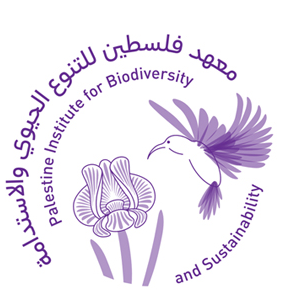 معهد فلسطين للتنوع الحيوي والاستدامة
Palestine Institute for Biodiversity
and Sustainability